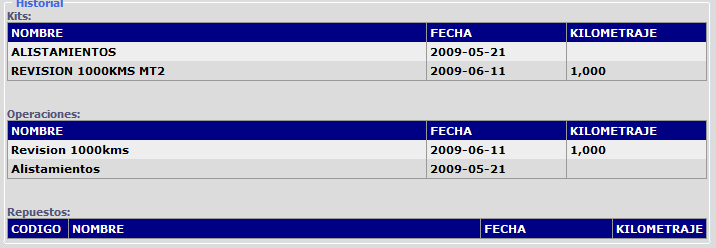 Historial
Kits:
NOMBRE FECHA KILOMETRAJE
ALISTAMIENTOS 2009-05-21
REVISION 1000KMS MT2 2009-06-11 1,000
Operaciones:
NOMBRE FECHA KILOMETRAJE
Revision 1000kms 2009-06-11 1,000
Alistamientos 2009-05-21
Repuestos:
CODIGO NOMBRE FECHA KILOMETRAJE